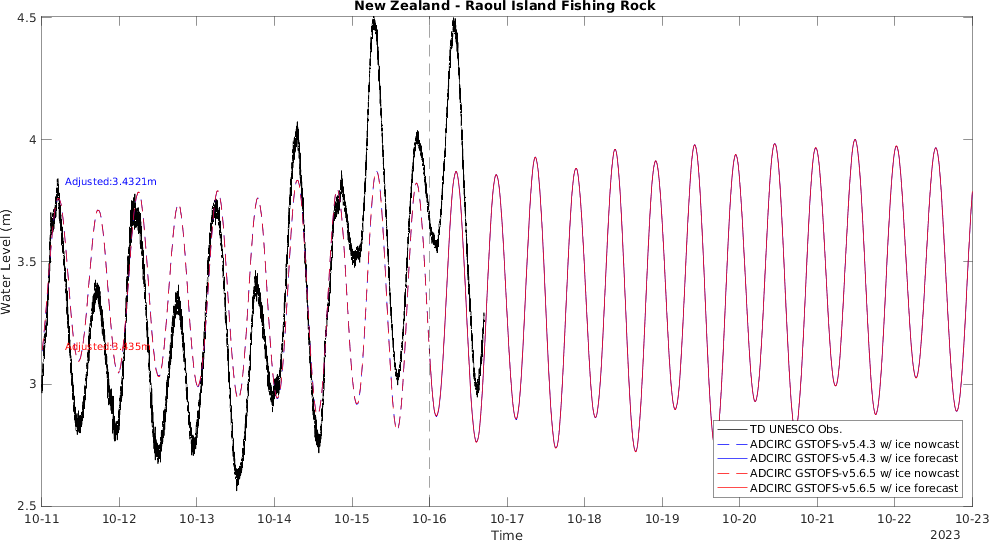 New Zealand - Raoul Island Fishing Rock
4.5
4
3.5
3
2.5
Water Level (m)
Adjusted:3.4321m
Adjusted:3.435m
TD UNESCO Obs.
ADCIRC GSTOFS-v5.4.3 w/ ice nowcast
ADCIRC GSTOFS-v5.4.3 w/ ice forecast
ADCIRC GSTOFS-v5.6.5 w/ ice nowcast
ADCIRC GSTOFS-v5.6.5 w/ ice forecast
10-11 10-12 10-13 10-14 10-15 10-16 10-17 10-18 10-19 10-20 10-21 10-22 10-23
Time
2023